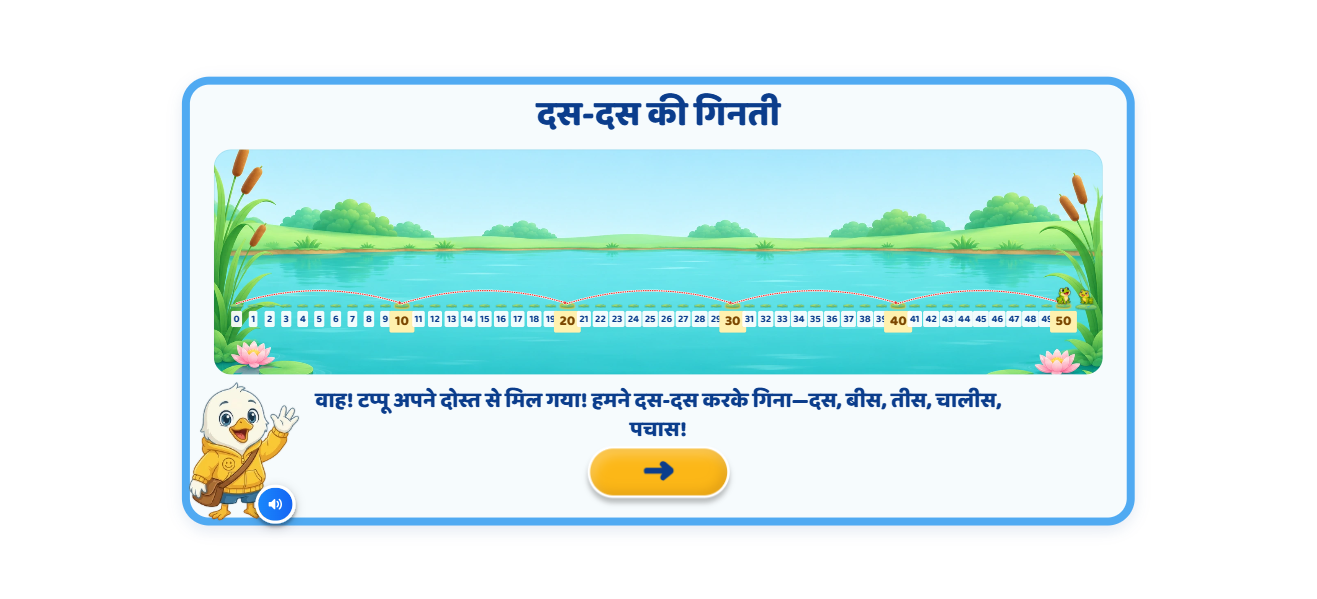 दस-दस की गिनती
0 1 2 3 4 5 6 7 8 9 10 11 12 13 14 15 16 17 18 19 20 21 22 23 24 25 26 27 28 29 30 31 32 33 34 35 36 37 38 39 40 41 42 43 44 45 46 47 48 49 50
वाह! टप्पू अपने दोस्त से मिल गया! हमने दस-दस करके गिना—दस, बीस, तीस, चालीस,
पचास!